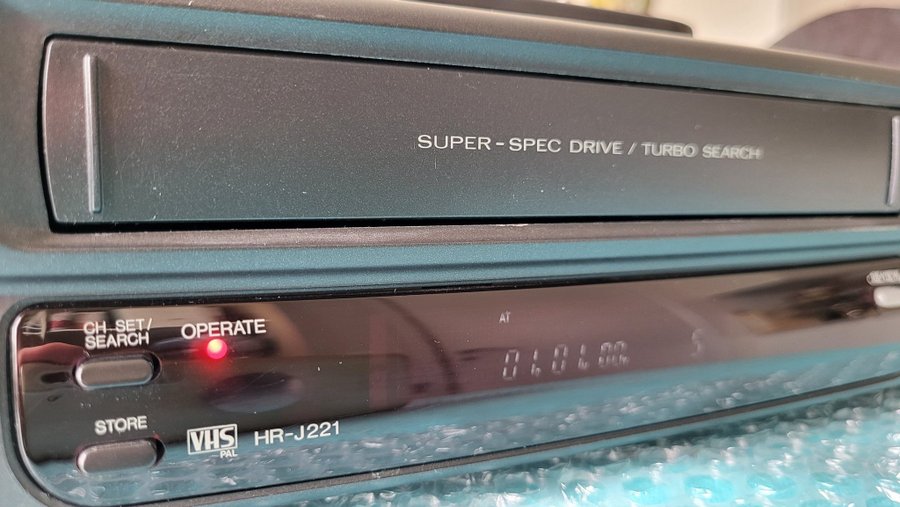 SUPER-SPEC DRIVE / TURBO SEARCH
CH SET/
SEARCH
OPERATE
AT
STORE
VHS
PAL
HR-J221